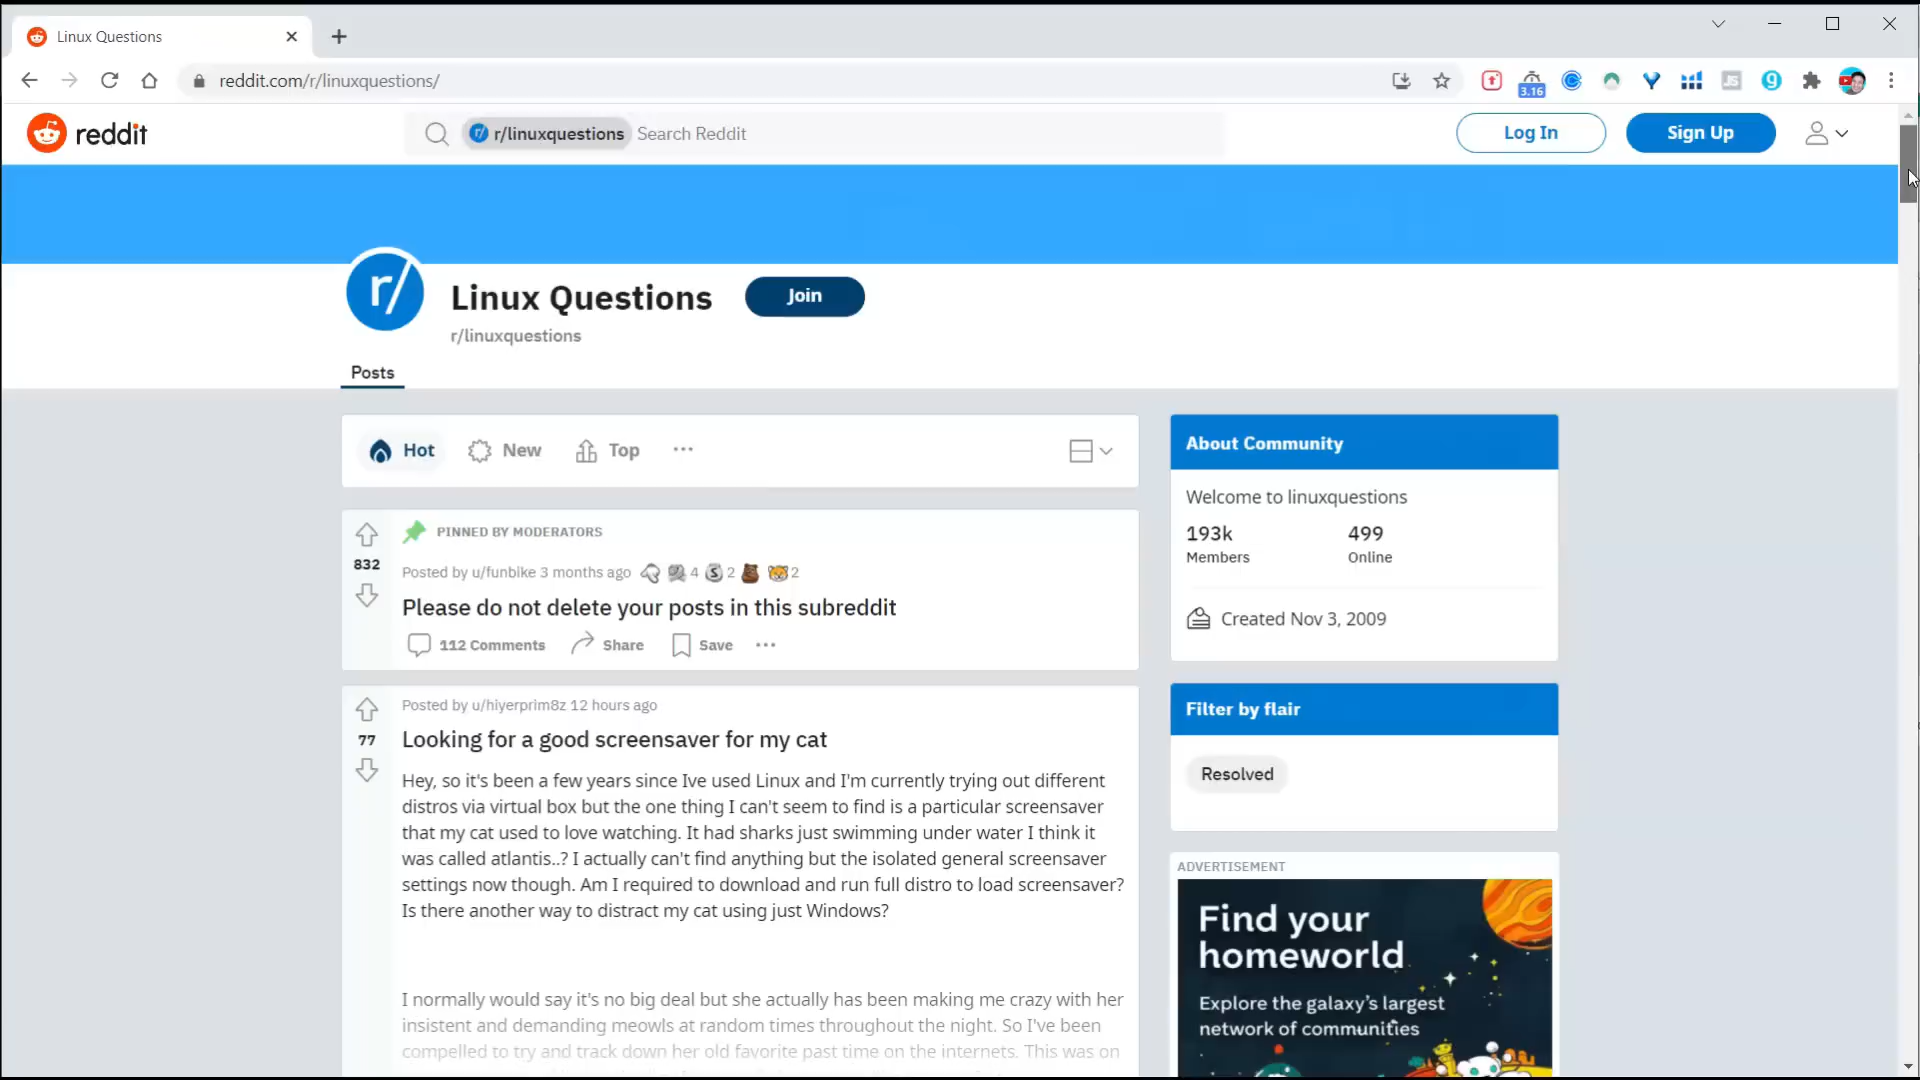 Linux Questions
reddit.com/r/linuxquestions/
3.16
JS
g
reddit
r/linuxquestions Search Reddit
Log In
Sign Up
r/
Linux Questions
Join
r/linuxquestions
Posts
Hot
New
Top
PINNED BY MODERATORS
832
Posted by u/funbike 3 months ago 4 S 2 2
Please do not delete your posts in this subreddit
112 Comments Share Save
Posted by u/hiyerprim8z 12 hours ago
77
Looking for a good screensaver for my cat
Hey, so it's been a few years since Ive used Linux and I'm currently trying out different
distros via virtual box but the one thing I can't seem to find is a particular screensaver
that my cat used to love watching. It had sharks just swimming under water I think it
was called atlantis..? I actually can't find anything but the isolated general screensaver
settings now though. Am I required to download and run full distro to load screensaver?
Is there another way to distract my cat using just Windows?
I normally would say it's no big deal but she actually has been making me crazy with her
insistent and demanding meowls at random times throughout the night. So I've been
compelled to try and track down her old favorite past time on the internets. This was on
About Community
Welcome to linuxquestions
193k
Members
499
Online
Created Nov 3, 2009
Filter by flair
Resolved
ADVERTISEMENT
Find your
homeworld
Explore the galaxy's largest
network of communities